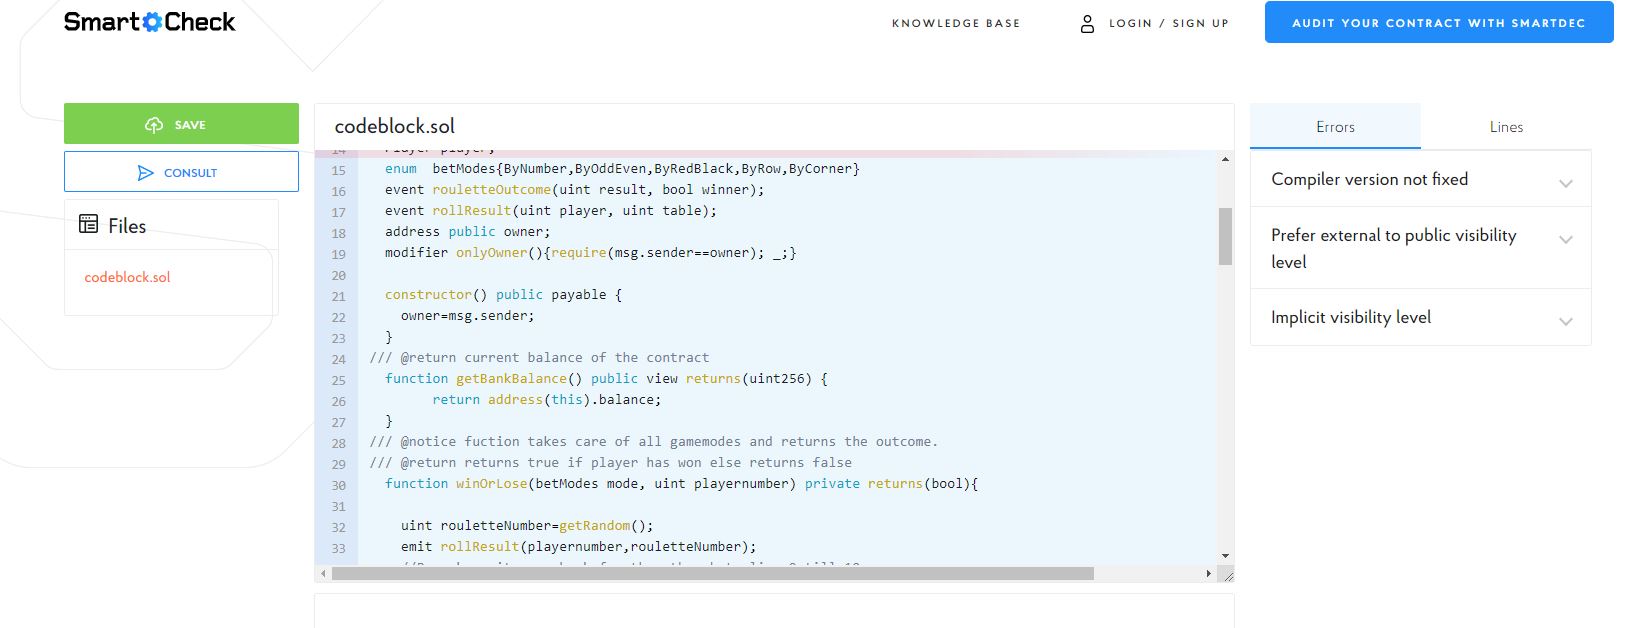 Smart Check
KNOWLEDGE BASE
LOGIN / SIGN UP
AUDIT YOUR CONTRACT WITH SMARTDEC
SAVE
CONSULT
Files
codeblock.sol
codeblock.sol
14 Player player;
15 enum betModes{ByNumber,ByOddEven,ByRedBlack,ByRow,ByCorner}
16 event rouletteOutcome(uint result, bool winner);
17 event rollResult(uint player, uint table);
18 address public owner;
19 modifier onlyOwner(){require(msg.sender==owner); _;}
20
21 constructor() public payable {
22 owner=msg.sender;
23 }
24 /// @return current balance of the contract
25 function getBankBalance() public view returns(uint256) {
26 return address(this).balance;
27 }
28 /// @notice fuction takes care of all gamemodes and returns the outcome.
29 /// @return returns true if player has won else returns false
30 function winOrLose(betModes mode, uint playernumber) private returns(bool){
31
32 uint rouletteNumber=getRandom();
33 emit rollResult(playernumber,rouletteNumber);
Errors
Lines
Compiler version not fixed
Prefer external to public visibility
level
Implicit visibility level